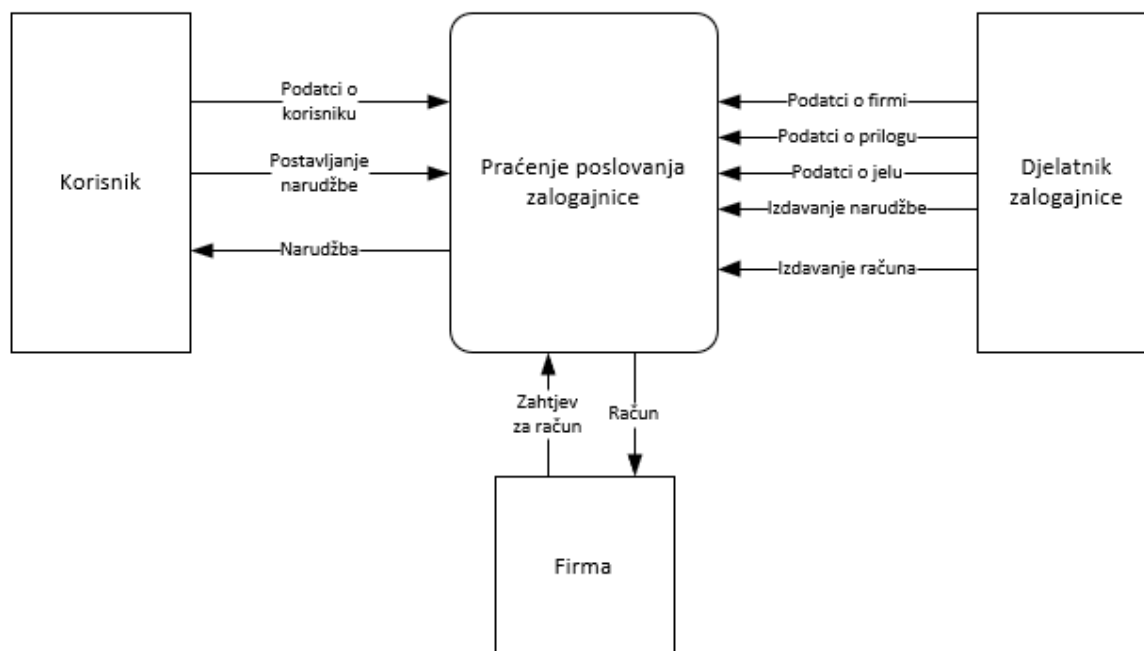 Korisnik
Podatci o
korisniku
Postavljanje
narudžbe
Narudžba
Praćenje poslovanja
zalogajnice
Podatci o firmi
Podatci o prilogu
Podatci o jelu
Izdavanje narudžbe
Izdavanje računa
Djelatnik
zalogajnice
Zahtjev
za račun
Račun
Firma